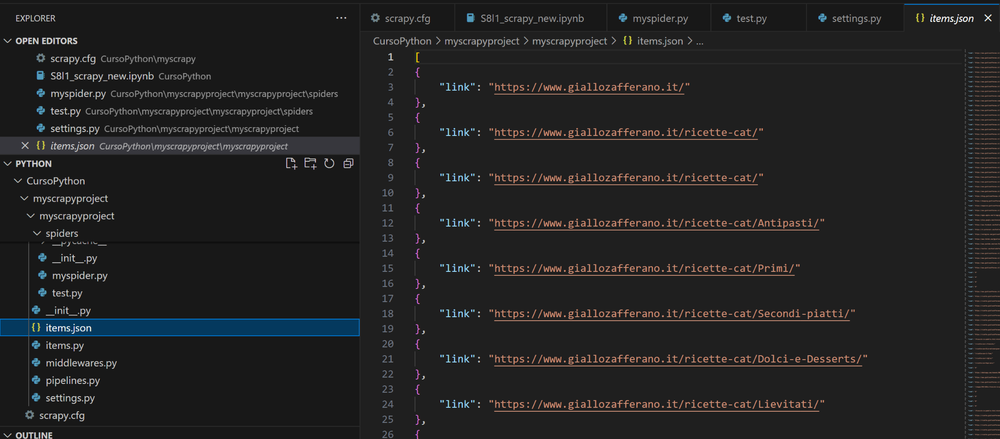 EXPLORER ...
OPEN EDITORS
scrapy.cfg CursoPython\myscrapy
S8l1_scrapy_new.ipynb CursoPython
myspider.py CursoPython\myscrapyproject\myscrapyproject\spiders
test.py CursoPython\myscrapyproject\myscrapyproject\spiders
settings.py CursoPython\myscrapyproject\myscrapyproject
{} items.json CursoPython\myscrapyproject\myscrapyproject
PYTHON
CursoPython
myscrapyproject
myscrapyproject
spiders
__pycache__
__init__.py
myspider.py
test.py
__init__.py
{} items.json
items.py
middlewares.py
pipelines.py
settings.py
scrapy.cfg
OUTLINE
scrapy.cfg S8l1_scrapy_new.ipynb myspider.py test.py settings.py {} items.json
CursoPython > myscrapyproject > myscrapyproject > {} items.json > ...
1 [
2 {
3 "link": "https://www.giallozafferano.it/"
4 },
5 {
6 "link": "https://www.giallozafferano.it/ricette-cat/"
7 },
8 {
9 "link": "https://www.giallozafferano.it/ricette-cat/"
10 },
11 {
12 "link": "https://www.giallozafferano.it/ricette-cat/Antipasti/"
13 },
14 {
15 "link": "https://www.giallozafferano.it/ricette-cat/Primi/"
16 },
17 {
18 "link": "https://www.giallozafferano.it/ricette-cat/Secondi-piatti/"
19 },
20 {
21 "link": "https://www.giallozafferano.it/ricette-cat/Dolci-e-Desserts/"
22 },
23 {
24 "link": "https://www.giallozafferano.it/ricette-cat/Lievitati/"
25 },
26 {